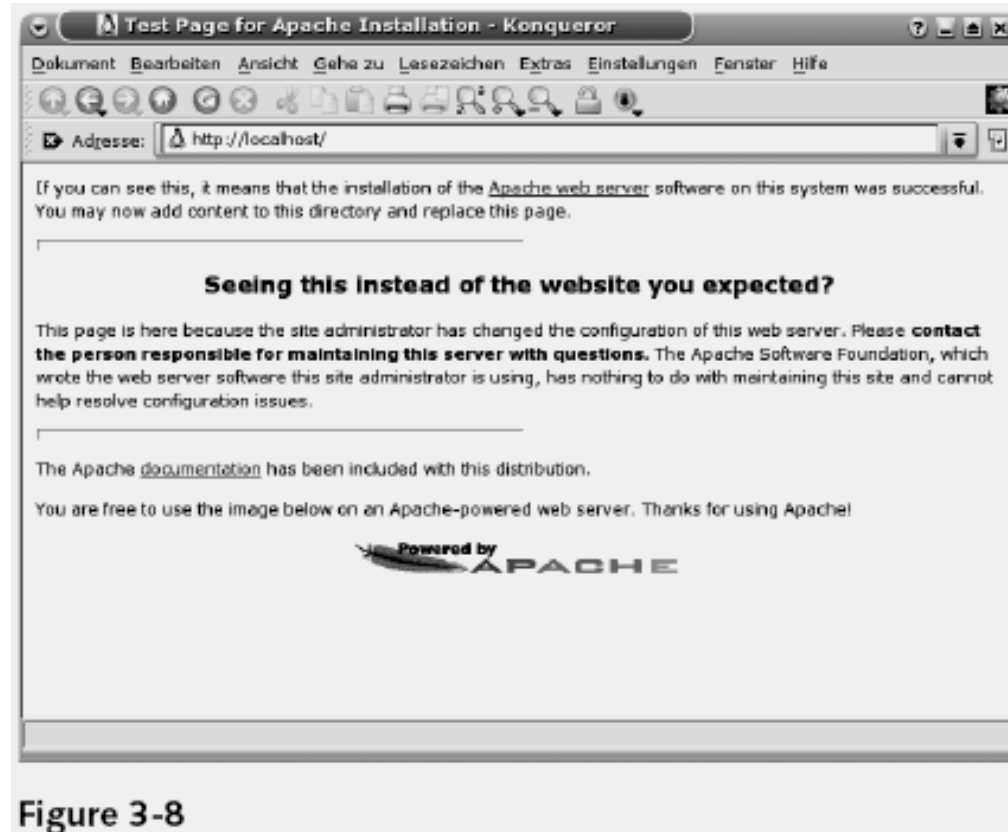 Test Page for Apache Installation - Konqueror
Dokument Bearbeiten Ansicht Gehe zu Lesezeichen Extras Einstellungen Fenster Hilfe
Adresse: http://localhost/
If you can see this, it means that the installation of the Apache web server software on this system was successful.
You may now add content to this directory and replace this page.
Seeing this instead of the website you expected?
This page is here because the site administrator has changed the configuration of this web server. Please contact
the person responsible for maintaining this server with questions. The Apache Software Foundation, which
wrote the web server software this site administrator is using, has nothing to do with maintaining this site and cannot
help resolve configuration issues.
The Apache documentation has been included with this distribution.
You are free to use the image below on an Apache-powered web server. Thanks for using Apache!
Powered by
APACHE
Figure 3-8